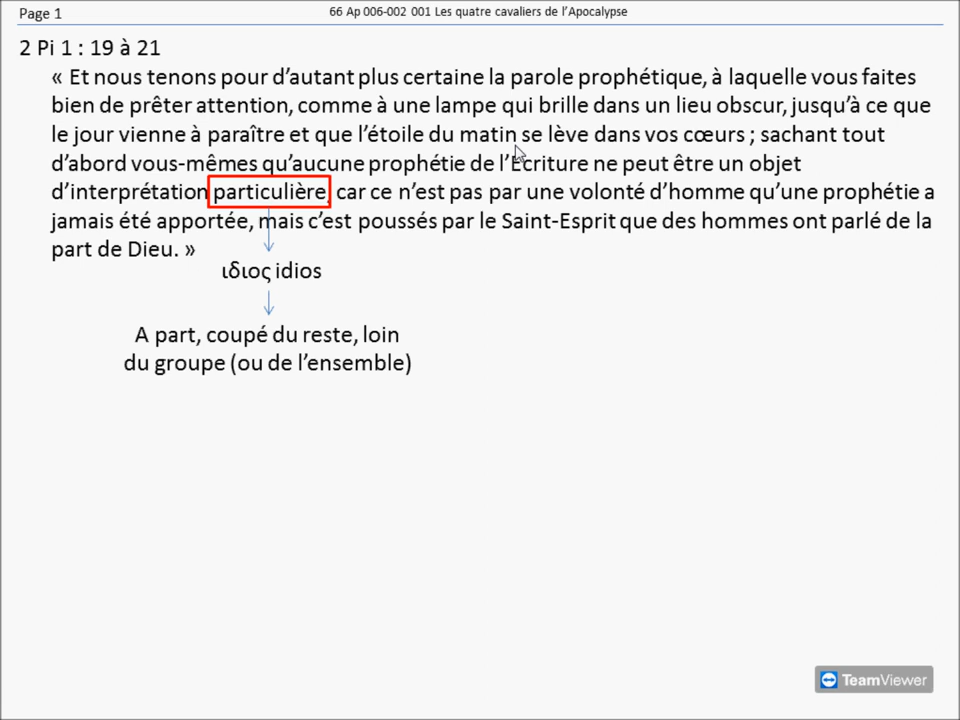 Page 1
66 Ap 006-002 001 Les quatre cavaliers de l’Apocalypse
2 Pi 1 : 19 à 21
« Et nous tenons pour d’autant plus certaine la parole prophétique, à laquelle vous faites
bien de prêter attention, comme à une lampe qui brille dans un lieu obscur, jusqu’à ce que
le jour vienne à paraître et que l’étoile du matin se lève dans vos cœurs ; sachant tout
d’abord vous-mêmes qu’aucune prophétie de l’Écriture ne peut être un objet
d’interprétation particulière, car ce n’est pas par une volonté d’homme qu’une prophétie a
jamais été apportée, mais c’est poussés par le Saint-Esprit que des hommes ont parlé de la
part de Dieu. »
ιδιος idios
A part, coupé du reste, loin
du groupe (ou de l’ensemble)
TeamViewer